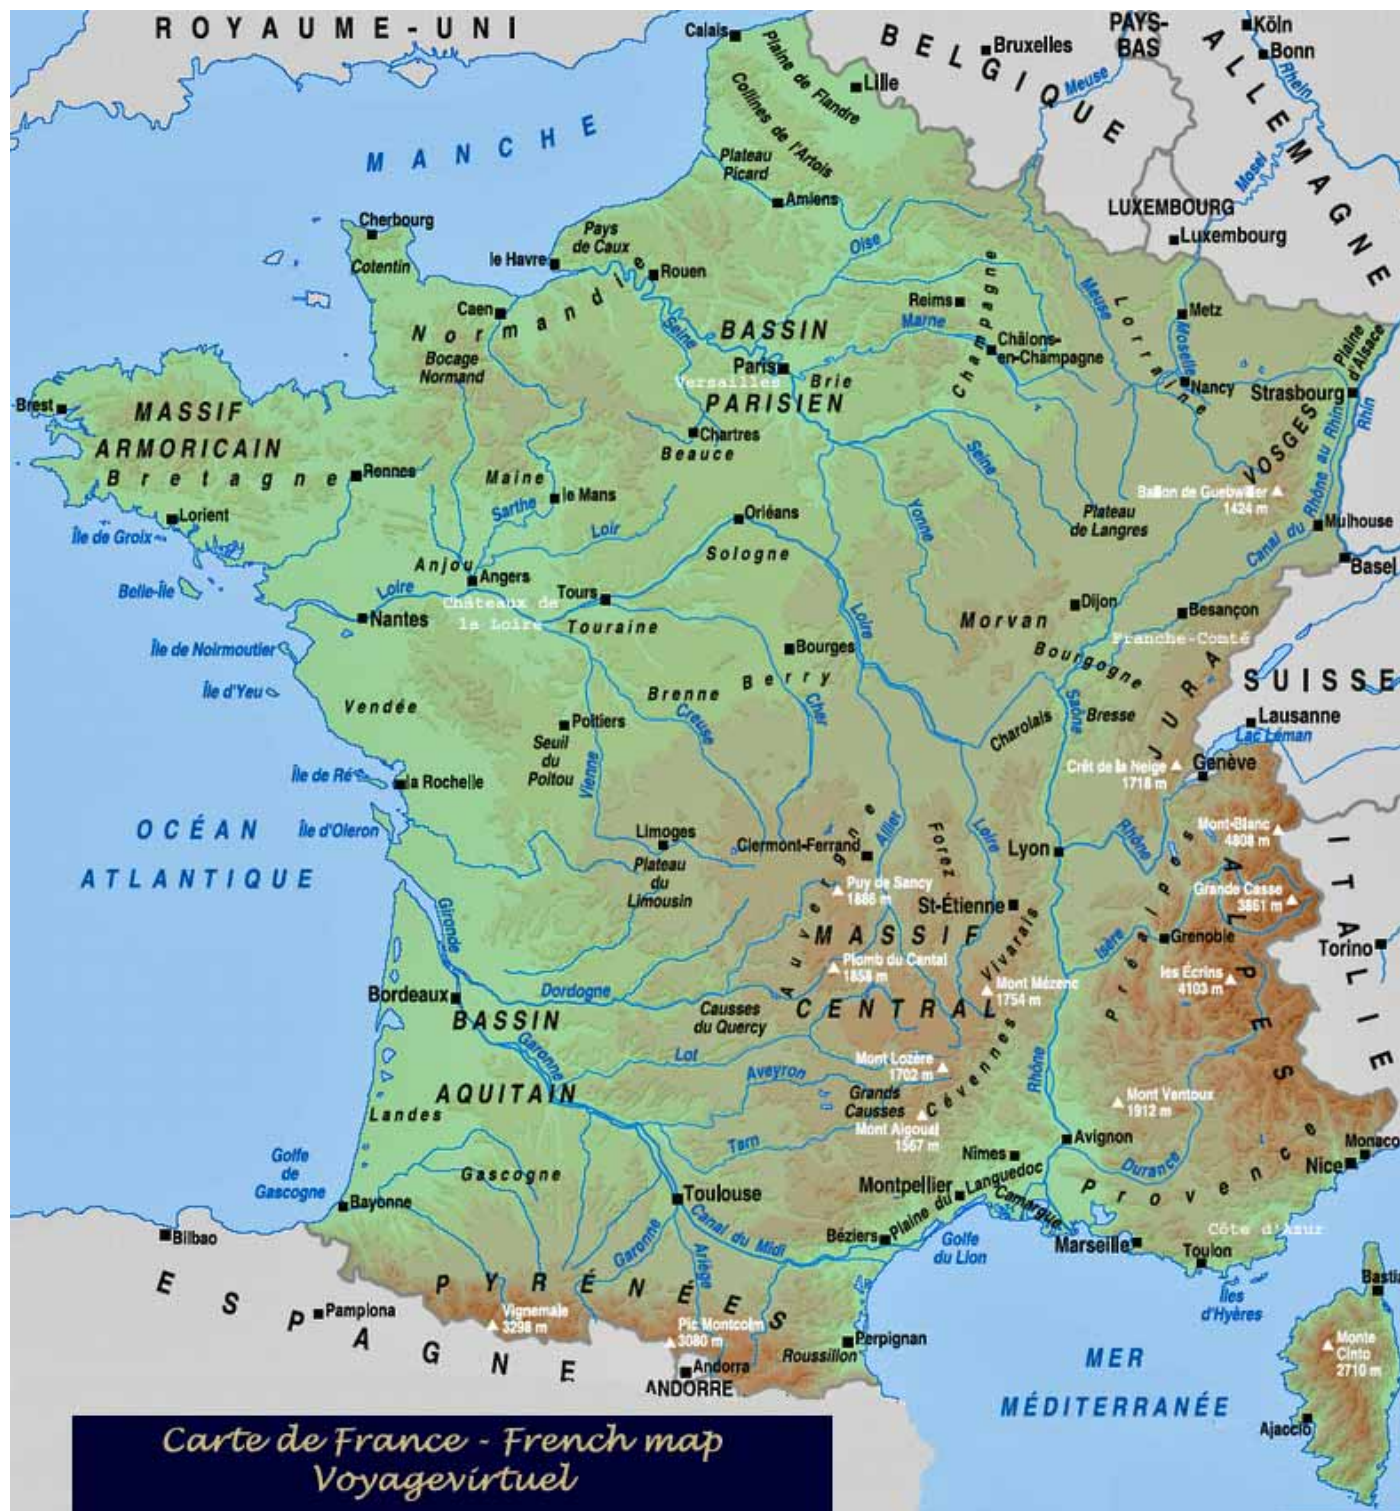 ROYAUME-UNI
Calais
BELGIQUE
Bruxelles
PAYS-
BAS
ALLEMAGNE
Köln
Bonn
Rhein
Plaine de Flandre
Lille
Meuse
Collines de l'Artois
MANCHE
Plateau
Picard
Amiens
Mosel
LUXEMBOURG
Luxembourg
Cherbourg
Cotentin
Pays
de Caux
le Havre
Rouen
Oise
Caen
Normandie
Seine
Bocage
Normand
BASSIN
PARISIEN
Paris
Versailles
Brie
Reims
Marne
Champagne
Châlons-
en-Champagne
Meuse
Lorraine
Metz
Moselle
Nancy
Plaine
d'Alsace
Strasbourg
Rhin
Brest
MASSIF
ARMORICAIN
Bretagne
Rennes
Lorient
Île de Groix
Belle-Île
Maine
Sarthe
le Mans
Chartres
Beauce
Loir
Orléans
Sologne
Yonne
Seine
Plateau
de Langres
VOSGES
Ballon de Guebwiller
1424 m
Canal du Rhône au Rhin
Mulhouse
Basel
Anjou
Angers
Loire
Nantes
Châteaux de
la Loire
Tours
Touraine
Loire
Morvan
Dijon
Besançon
Franche-Comté
Bourgogne
Île de Noirmoutier
Île d'Yeu
Vendée
Bourges
Berry
Brenne
Creuse
Cher
Poitiers
Seuil
du
Poitou
Vienne
Charolais
Saône
Bresse
JURA
SUISSE
Lausanne
Lac Léman
Genève
Crêt de la Neige
1718 m
Île de Ré
la Rochelle
Île d'Oleron
OCÉAN
ATLANTIQUE
Limoges
Plateau
du
Limousin
Clermont-Ferrand
Auvergne
Allier
Forez
Loire
Lyon
Rhône
Mont-Blanc
4808 m
Préalpes
ALPES
Grande Casse
3861 m
ITALIE
Torino
Puy de Sancy
1886 m
St-Étienne
Gironde
MASSIF
CENTRAL
Vivarais
Isère
Grenoble
les Écrins
4103 m
Plomb du Cantal
1858 m
Mont Mézenc
1754 m
Bordeaux
Dordogne
Causses
du Quercy
BASSIN
AQUITAIN
Garonne
Lot
Aveyron
Mont Lozère
1702 m
Cévennes
Rhône
Grands
Causses
Mont Aigoual
1567 m
Mont Ventoux
1912 m
Landes
Tarn
Avignon
Durance
Provence
Monaco
Nice
Golfe
de
Gascogne
Gascogne
Bayonne
Toulouse
Nîmes
Montpellier
Plaine du Languedoc
Camargue
Canal du Midi
Béziers
Golfe
du Lion
Marseille
Toulon
Côte d'Azur
Îles
d'Hyères
Bilbao
ESPAGNE
Pamplona
Garonne
Ariège
PYRÉNÉES
Vignemale
3298 m
Pic Montcolm
3080 m
Andorra
ANDORRE
Perpignan
Roussillon
MER
MÉDITERRANÉE
Bastia
Monte
Cinto
2710 m
Ajaccio
Carte de France - French map
Voyagevirtuel